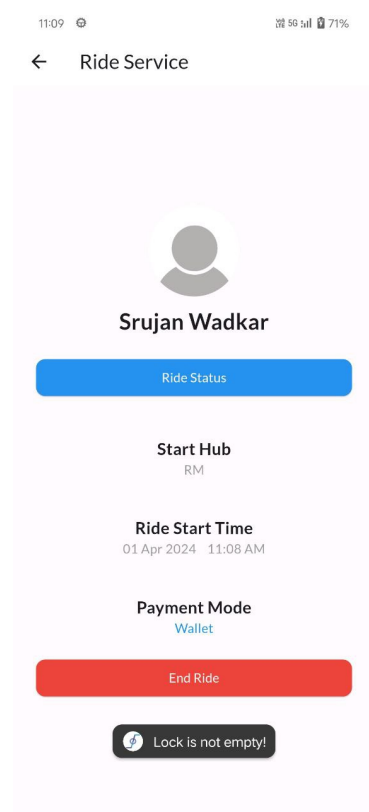 11:09
5G 71%
Ride Service
Srujan Wadkar
Ride Status
Start Hub
RM
Ride Start Time
01 Apr 2024 11:08 AM
Payment Mode
Wallet
End Ride
Lock is not empty!